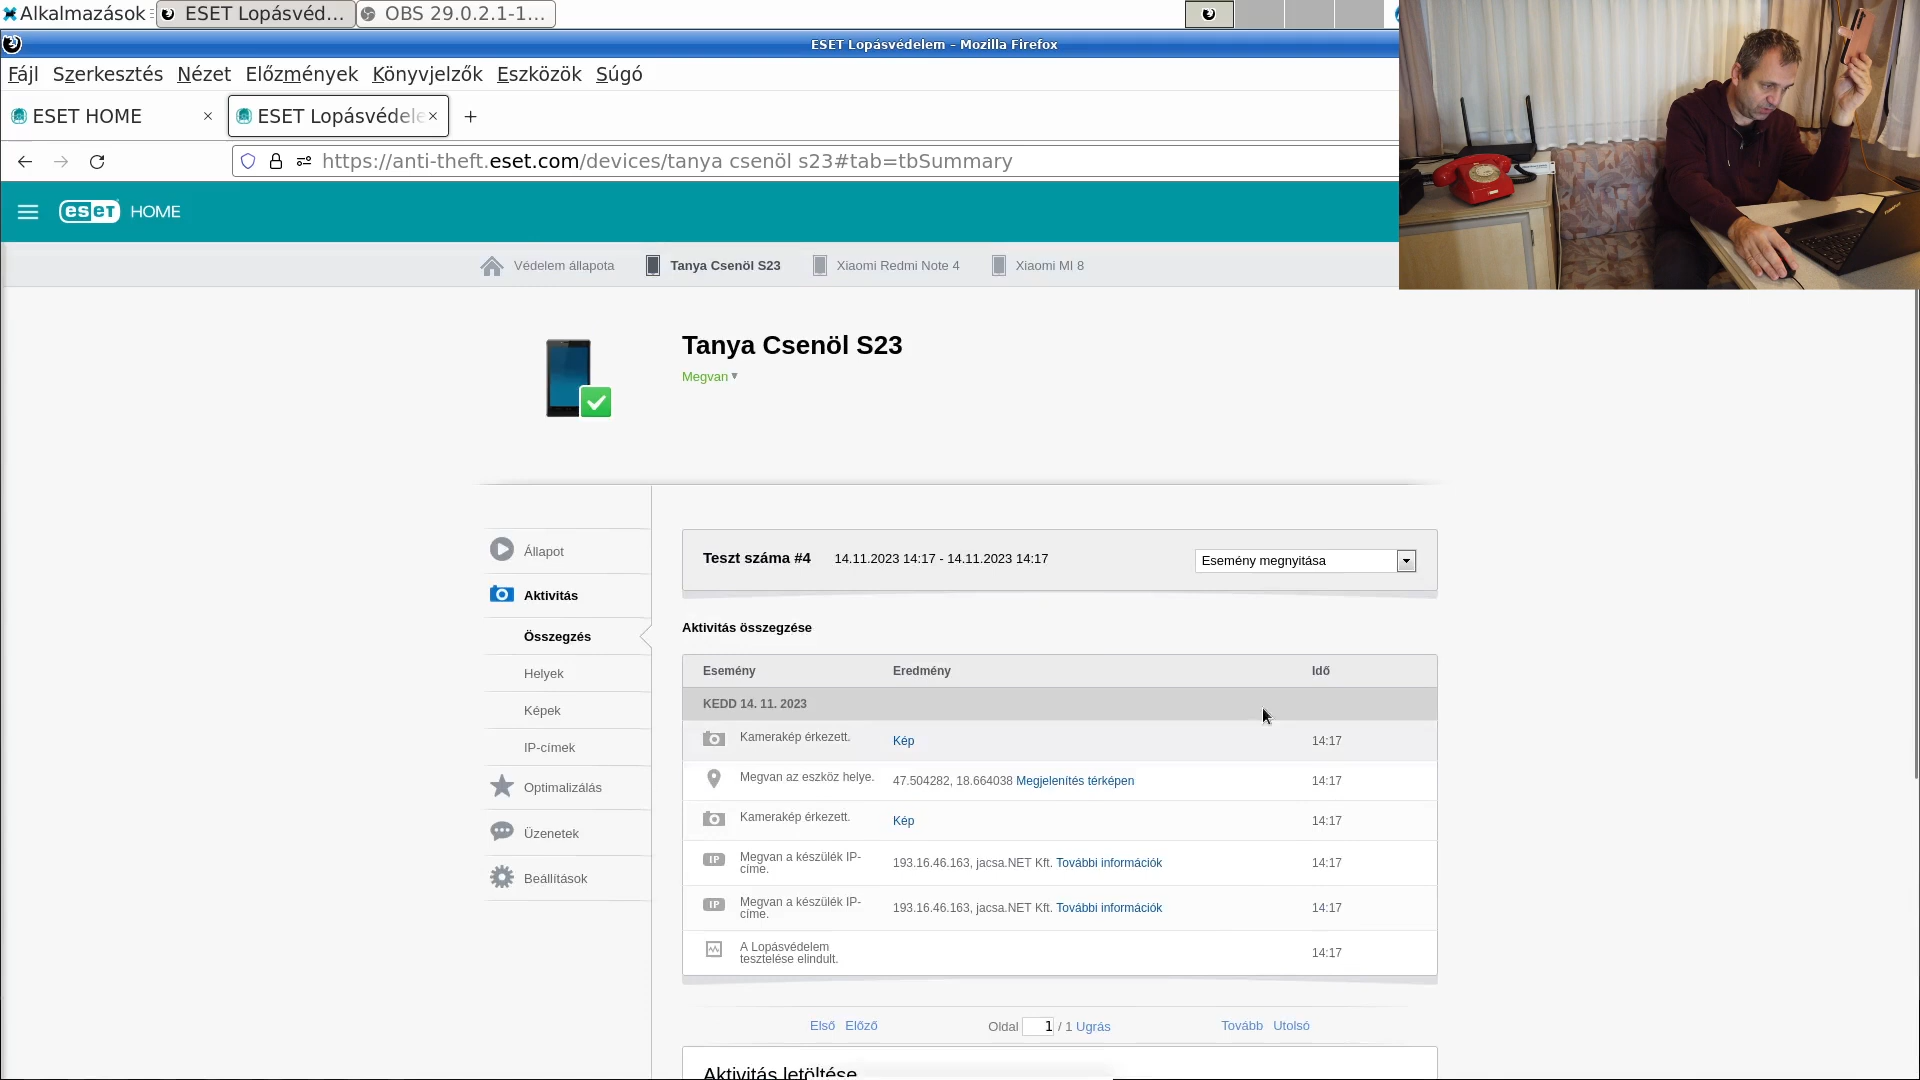 Alkalmazások
ESET Lopásvéd...
OBS 29.0.2.1-1...
ESET Lopásvédelem - Mozilla Firefox
Fájl Szerkesztés Nézet Előzmények Könyvjelzők Eszközök Súgó
ESET HOME
ESET Lopásvédele
https://anti-theft.eset.com/devices/tanya csenöl s23#tab=tbSummary
eset HOME
Védelem állapota
Tanya Csenöl S23
Xiaomi Redmi Note 4
Xiaomi MI 8
Tanya Csenöl S23
Megvan
Állapot
Aktivitás
Összegzés
Helyek
Képek
IP-címek
Optimalizálás
Üzenetek
Beállítások
Teszt száma #4 14.11.2023 14:17 - 14.11.2023 14:17 Esemény megnyitása
Aktivitás összegzése
Esemény Eredmény Idő
KEDD 14. 11. 2023
Kamerakép érkezett. Kép 14:17
Megvan az eszköz helye. 47.504282, 18.664038 Megjelenítés térképen 14:17
Kamerakép érkezett. Kép 14:17
IP Megvan a készülék IP-
címe. 193.16.46.163, jacsa.NET Kft. További információk 14:17
IP Megvan a készülék IP-
címe. 193.16.46.163, jacsa.NET Kft. További információk 14:17
A Lopásvédelem
tesztelése elindult. 14:17
Első Előző Oldal 1 / 1 Ugrás Tovább Utolsó
Aktivitás letöltése